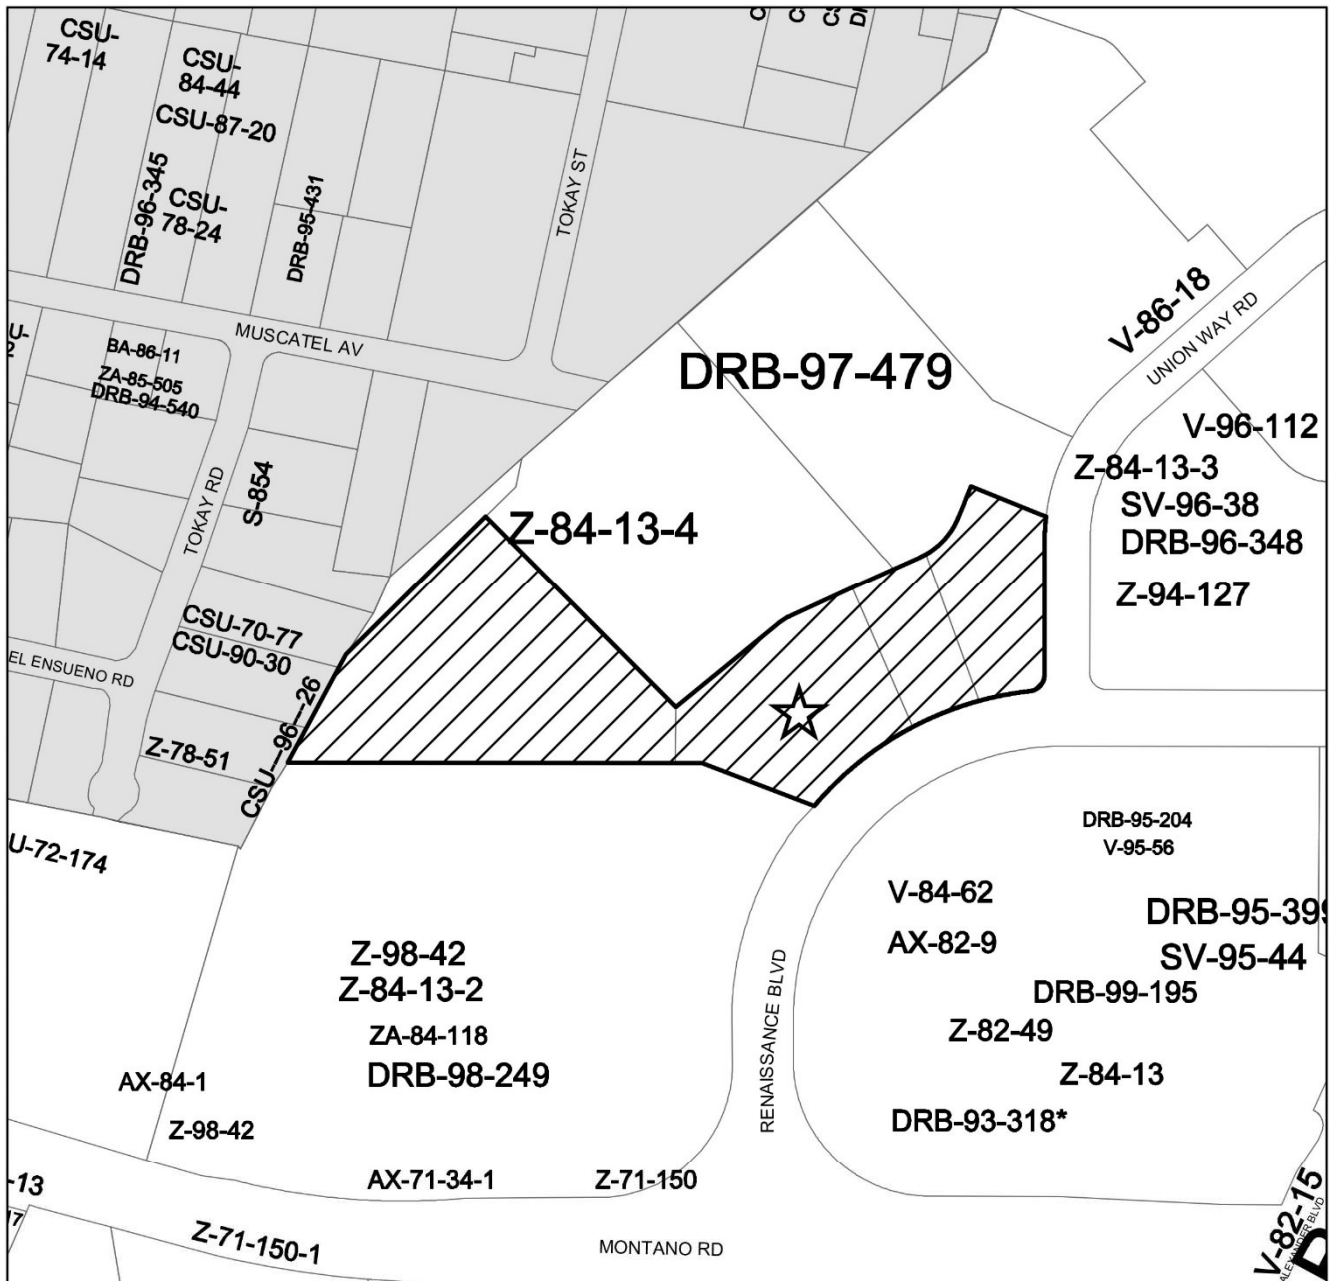 CSU-
74-14
CSU-
84-44
CSU-87-20
DRB-96-345
CSU-
78-24
DRB-95-431
TOKAY ST
MUSCATEL AV
BA-86-11
ZA-85-505
DRB-94-540
TOKAY RD
S-854
DRB-97-479
V-86-18
UNION WAY RD
V-96-112
Z-84-13-3
SV-96-38
DRB-96-348
Z-94-127
Z-84-13-4
CSU-70-77
CSU-90-30
EL ENSUENO RD
CSU---96---26
Z-78-51
U-72-174
DRB-95-204
V-95-56
V-84-62
DRB-95-399
AX-82-9
SV-95-44
DRB-99-195
Z-82-49
Z-84-13
DRB-93-318*
RENAISSANCE BLVD
Z-98-42
Z-84-13-2
ZA-84-118
DRB-98-249
AX-84-1
Z-98-42
AX-71-34-1
Z-71-150
-13
17
Z-71-150-1
MONTANO RD
V-82-15
ALEXANDER BLVD